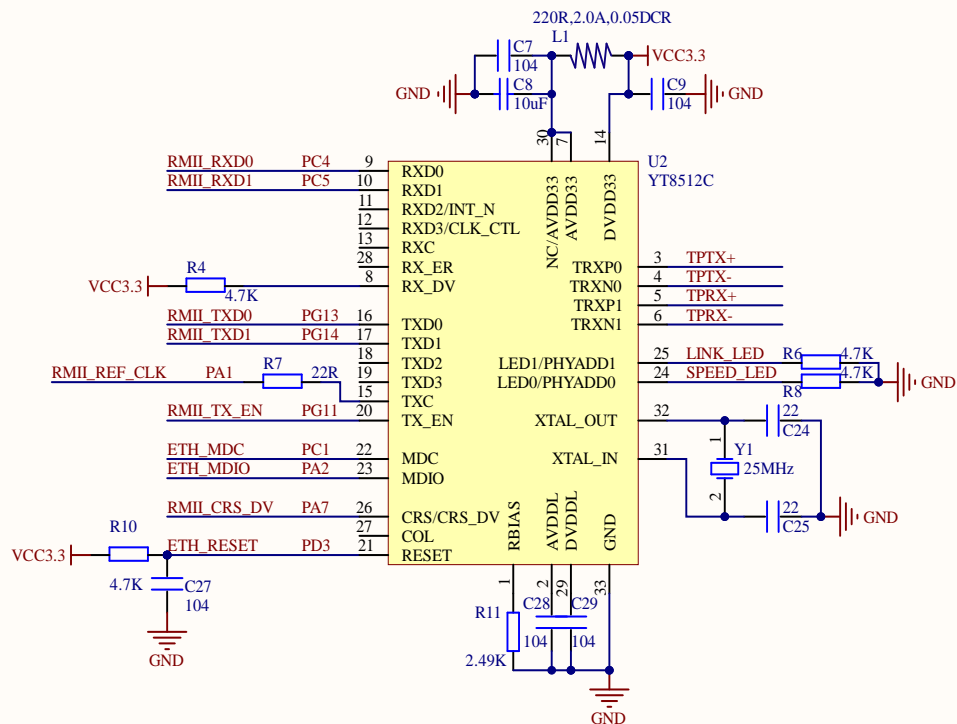 220R,2.0A,0.05DCR
L1
C7
104
VCC3.3
C8
10uF
GND
C9
104
GND
30
7
14
U2
YT8512C
NC/AVDD33
AVDD33
DVDD33
RMII_RXD0 PC4 9 RXD0
RMII_RXD1 PC5 10 RXD1
11 RXD2/INT_N
12 RXD3/CLK_CTL
13 RXC
28 RX_ER
VCC3.3 R4 4.7K 8 RX_DV
RMII_TXD0 PG13 16 TXD0
RMII_TXD1 PG14 17 TXD1
18 TXD2
19 TXD3
RMII_REF_CLK PA1 R7 22R 15 TXC
RMII_TX_EN PG11 20 TX_EN
ETH_MDC PC1 22 MDC
ETH_MDIO PA2 23 MDIO
RMII_CRS_DV PA7 26 CRS/CRS_DV
27 COL
ETH_RESET PD3 21 RESET
VCC3.3
R10
4.7K
C27
104
GND
TRXP0 3 TPTX+
TRXN0 4 TPTX-
TRXP1 5 TPRX+
TRXN1 6 TPRX-
LED1/PHYADD1 25 LINK_LED R6 4.7K
LED0/PHYADD0 24 SPEED_LED R8 4.7K
GND
XTAL_OUT 32
XTAL_IN 31
1
Y1
25MHz
2
22
C24
22
C25
GND
RBIAS
AVDDL
DVDDL
GND
1
2
29
33
R11
2.49K
C28
104
C29
104
GND